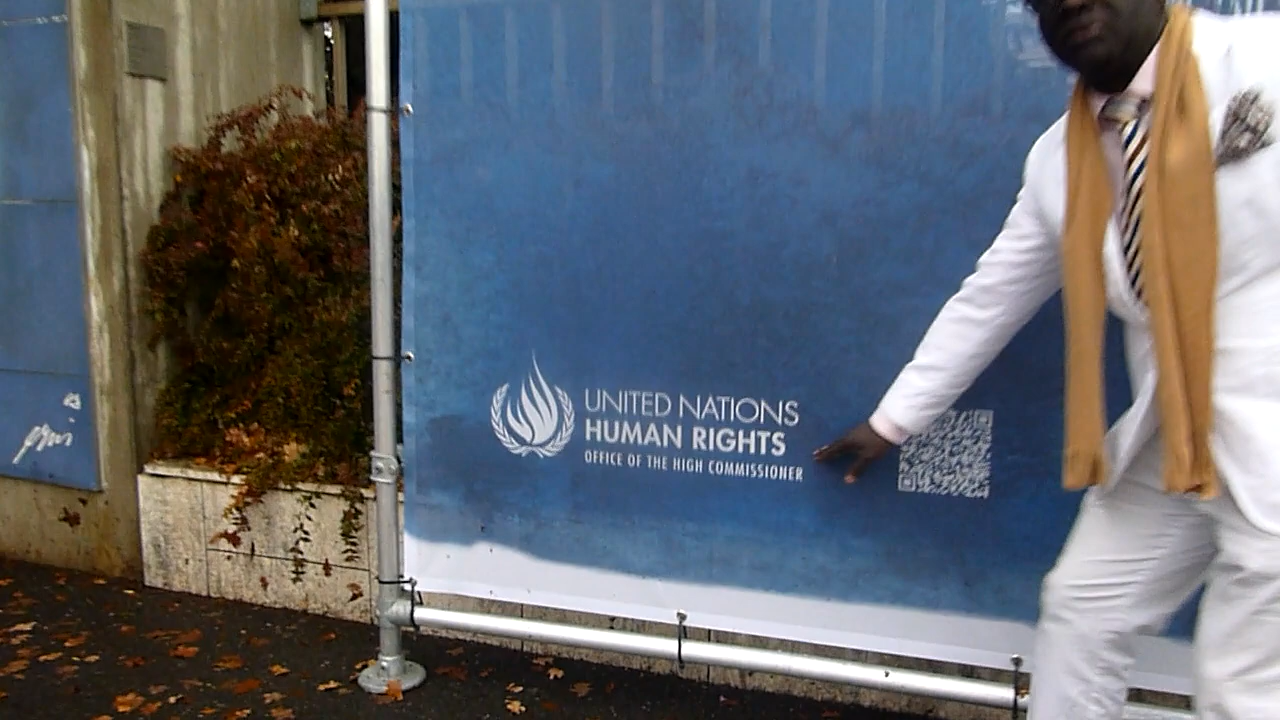 UNITED NATIONS
HUMAN RIGHTS
OFFICE OF THE HIGH COMMISSIONER